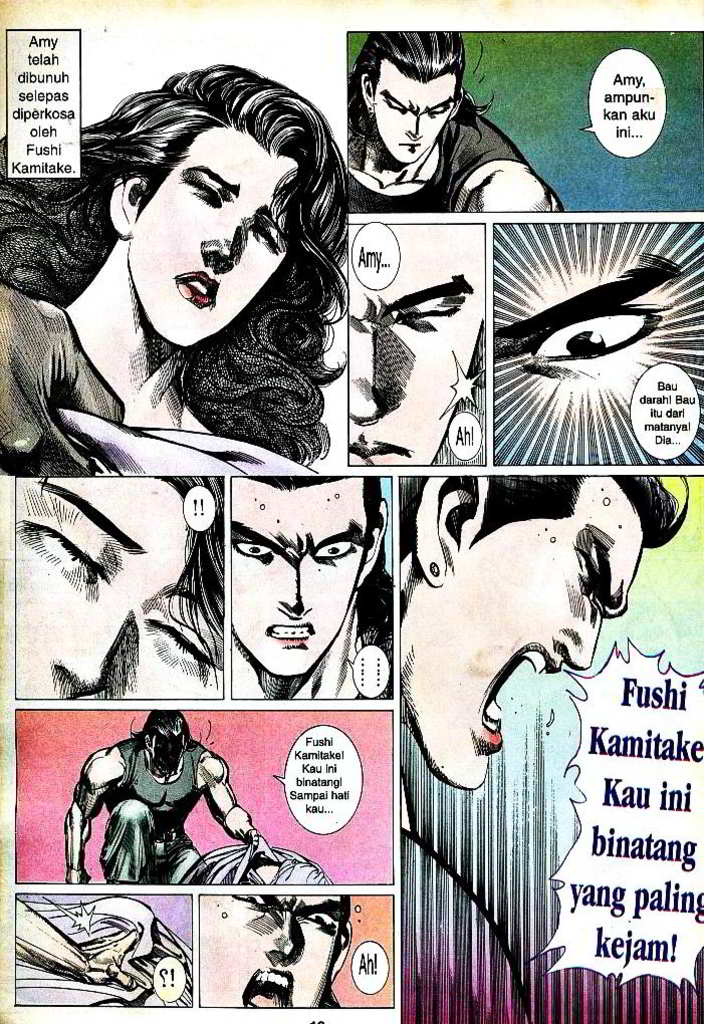 Amy
telah
dibunuh
selepas
diperkosa
oleh
Fushi
Kamitake.
Amy,
ampun-
kan aku
ini...
Amy...
Ah!
Bau
darah! Bau
itu dari
matanya!
Dia...
!!
......
Fushi
Kamitake!
Kau ini
binatang!
Sampai hati
kau...
Fushi
Kamitake
Kau ini
binatang
yang paling
kejam!
?!
Ah!